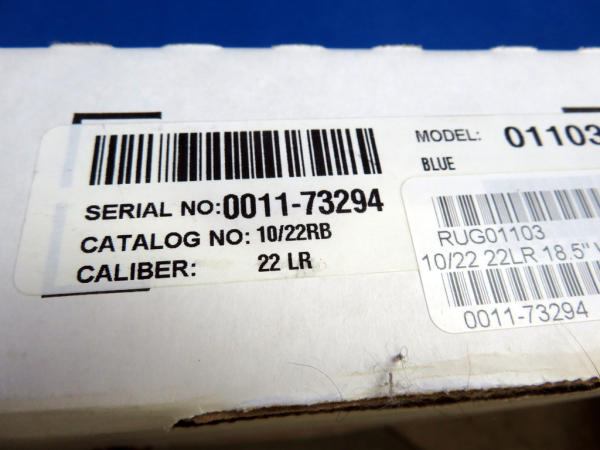 SERIAL NO: 0011-73294
CATALOG NO: 10/22RB
CALIBER: 22 LR
MODEL: 01103
BLUE
RUG01103
10/22 22LR 18.5"
0011-73294